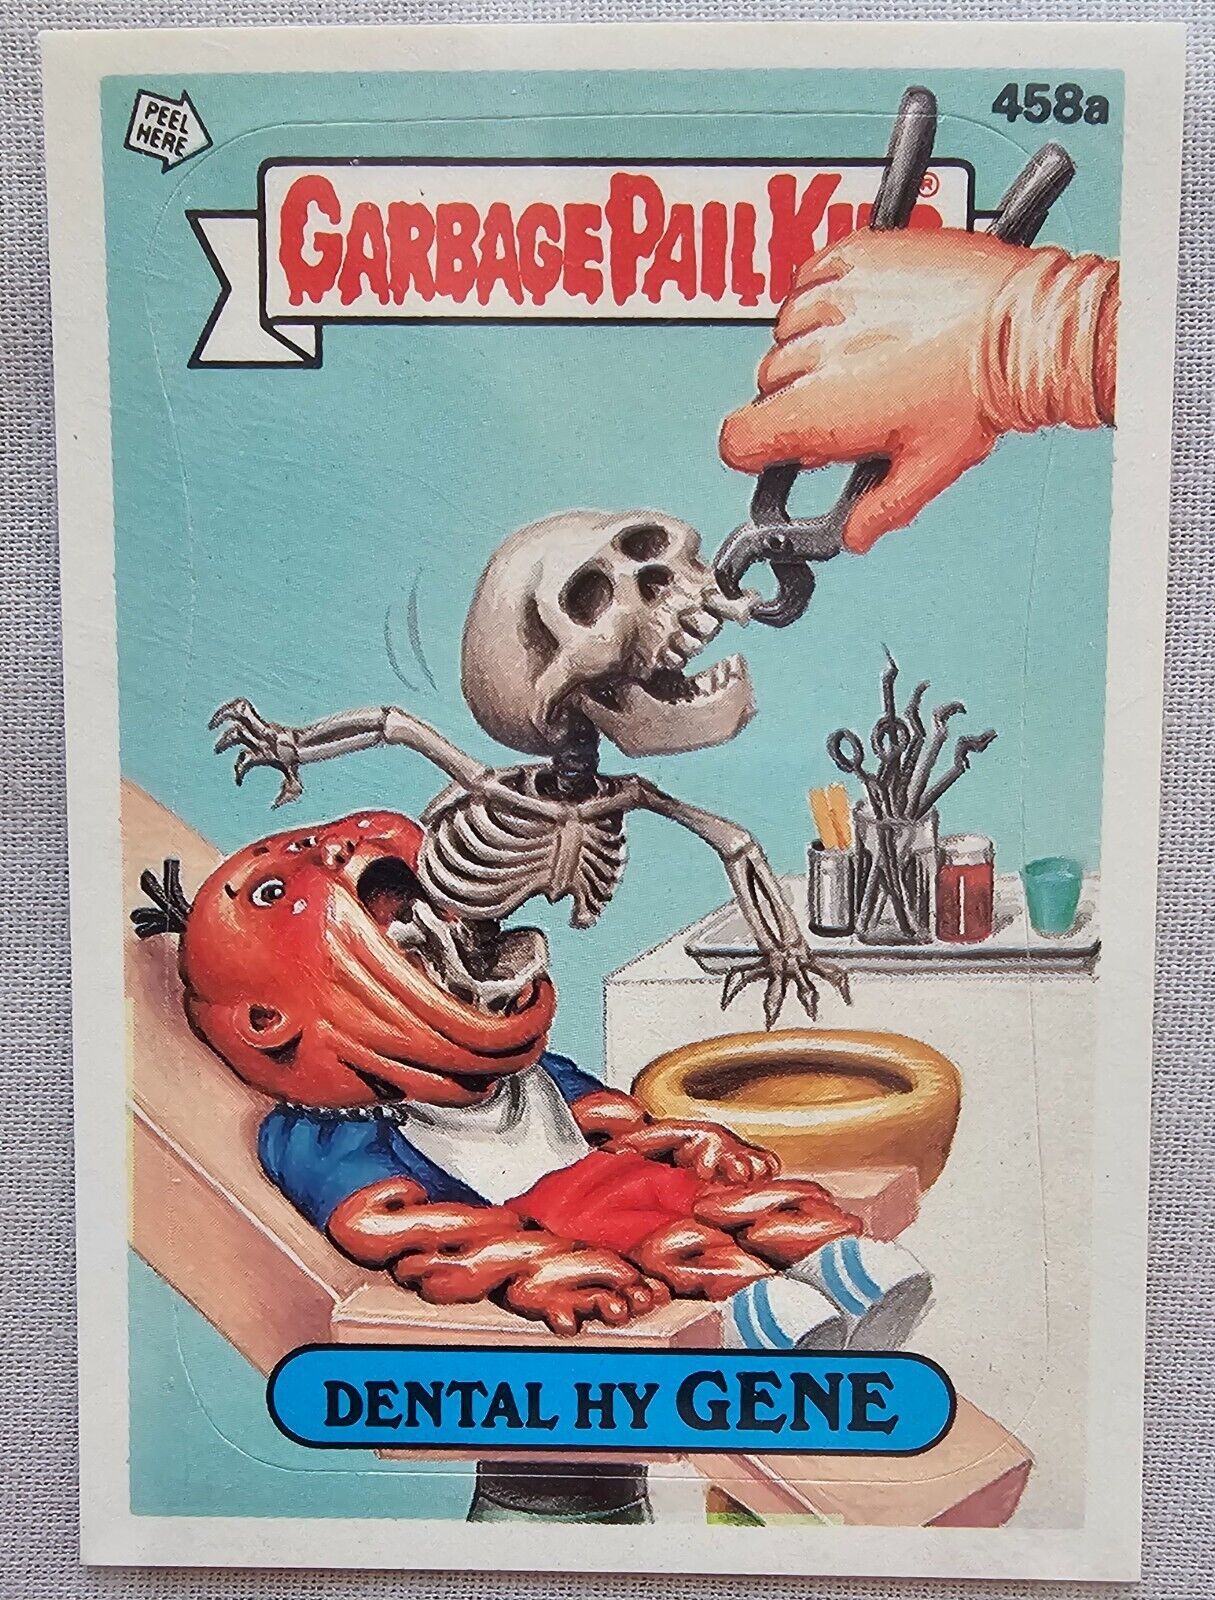 PEEL
HERE
458a
GARBAGE PAIL KIDS®
DENTAL HY GENE